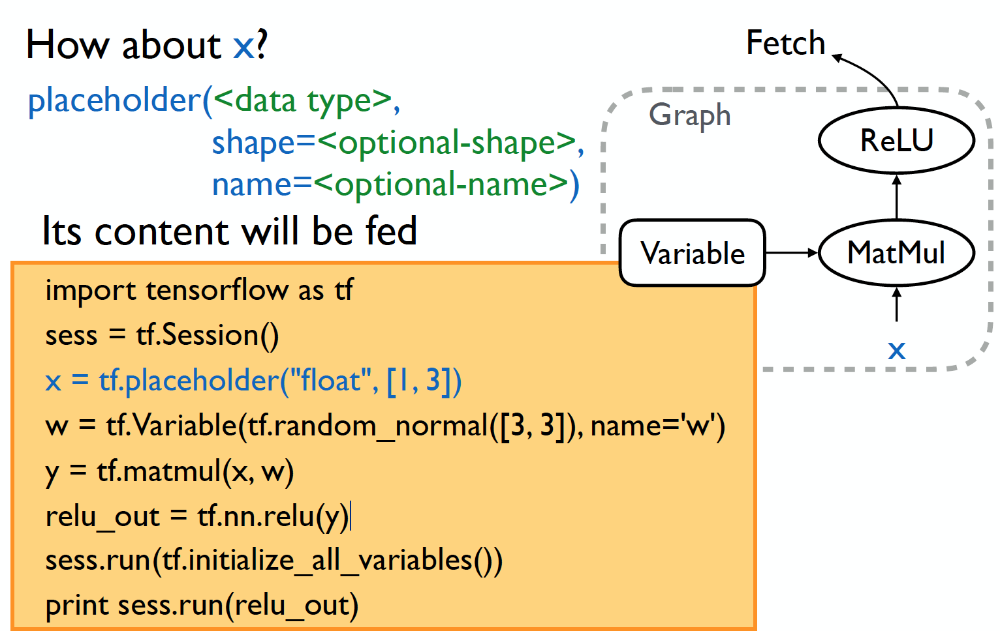 How about x?
placeholder(<data type>,
shape=<optional-shape>,
name=<optional-name>)
Its content will be fed
import tensorflow as tf
sess = tf.Session()
x = tf.placeholder("float", [1, 3])
w = tf.Variable(tf.random_normal([3, 3]), name='w')
y = tf.matmul(x, w)
relu_out = tf.nn.relu(y)
sess.run(tf.initialize_all_variables())
print sess.run(relu_out)
Fetch
Graph
ReLU
Variable
MatMul
x